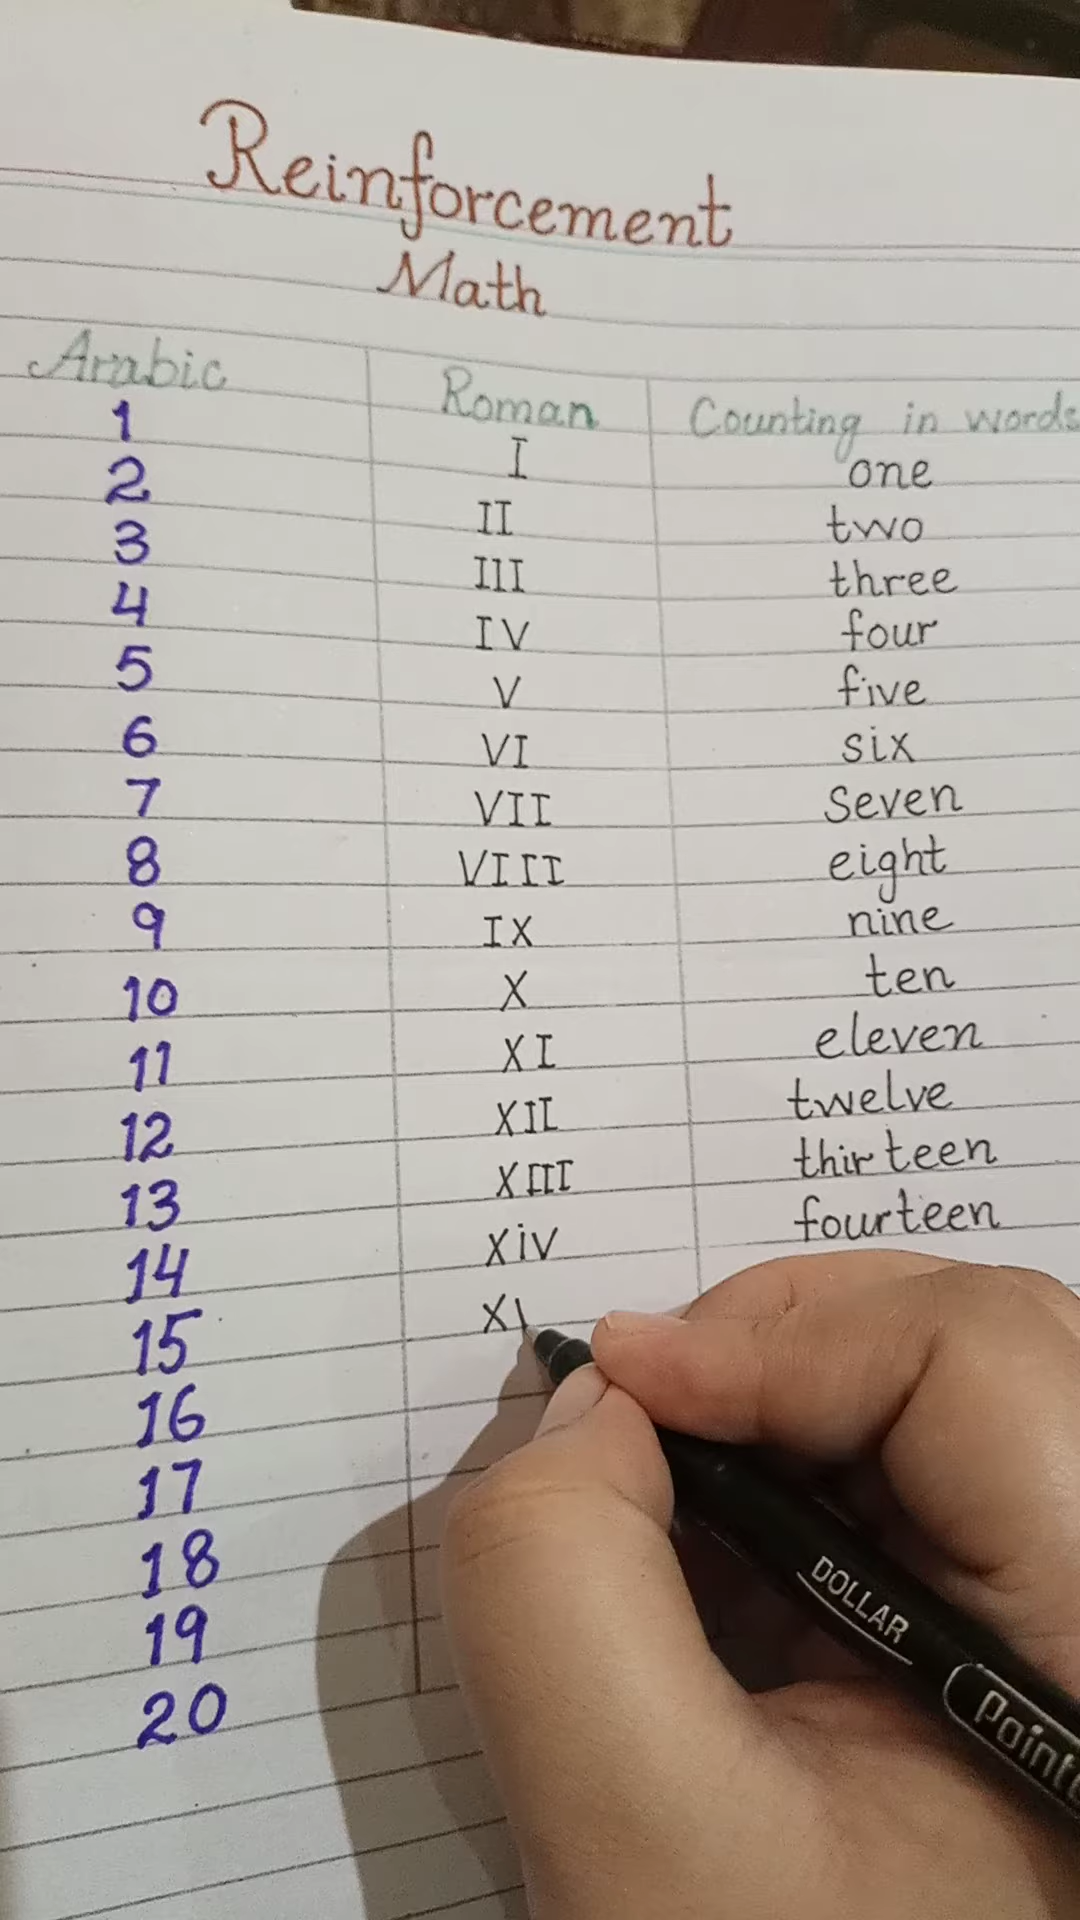 Reinforcement
Math
Arabic Roman Counting in words
1 I one
2 II two
3 III three
4 IV four
5 V five
6 VI six
7 VII seven
8 VIII eight
9 IX nine
10 X ten
11 XI eleven
12 XII twelve
13 XIII thirteen
14 Xiv fourteen
15 X
16
17
18
19
20
DOLLAR